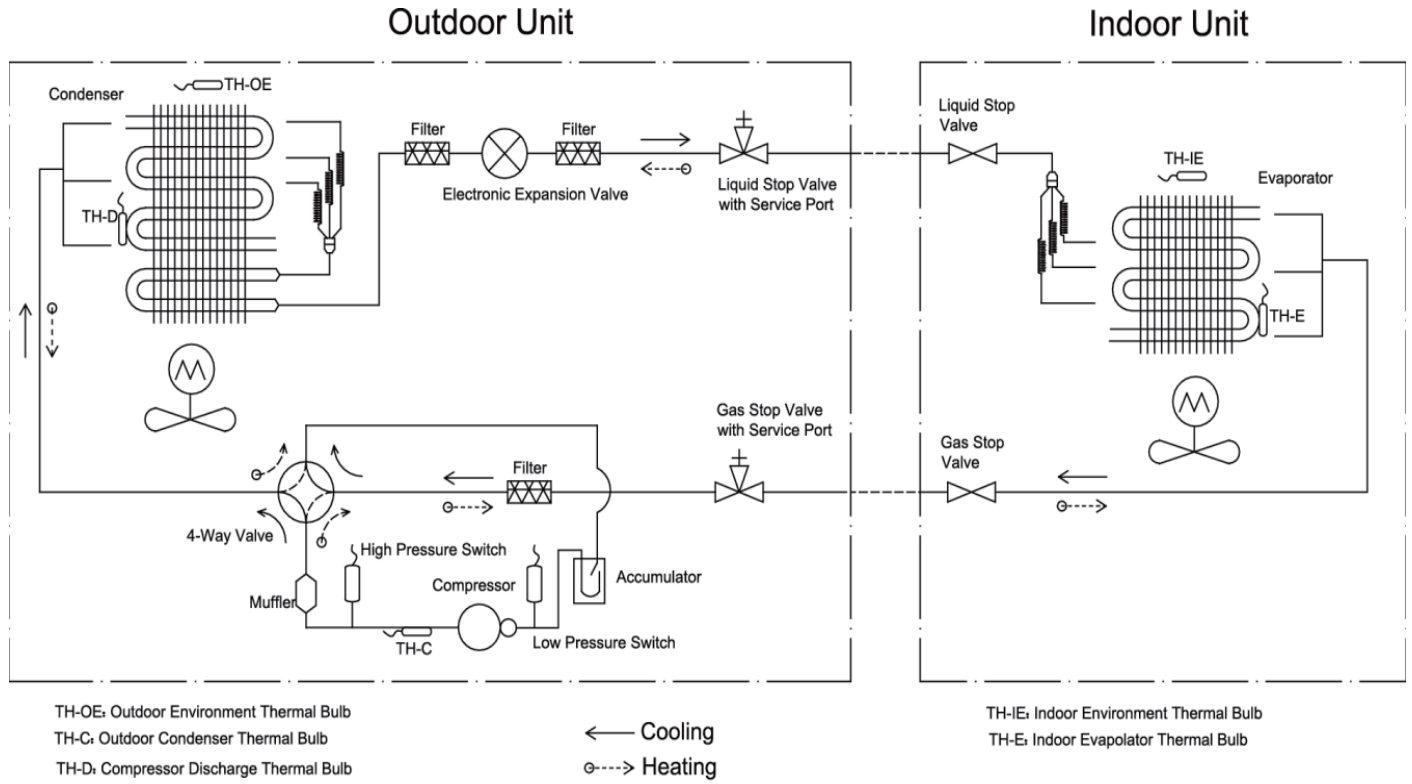 Outdoor Unit
Indoor Unit
Condenser
TH-OE
TH-D
Filter
Filter
Electronic Expansion Valve
Liquid Stop Valve
with Service Port
Liquid Stop
Valve
TH-IE
Evaporator
TH-E
Gas Stop Valve
with Service Port
Gas Stop
Valve
Filter
4-Way Valve
High Pressure Switch
Compressor
Accumulator
Muffler
TH-C
Low Pressure Switch
TH-OE: Outdoor Environment Thermal Bulb
TH-C: Outdoor Condenser Thermal Bulb
TH-D: Compressor Discharge Thermal Bulb
Cooling
Heating
TH-IE: Indoor Environment Thermal Bulb
TH-E: Indoor Evapolator Thermal Bulb